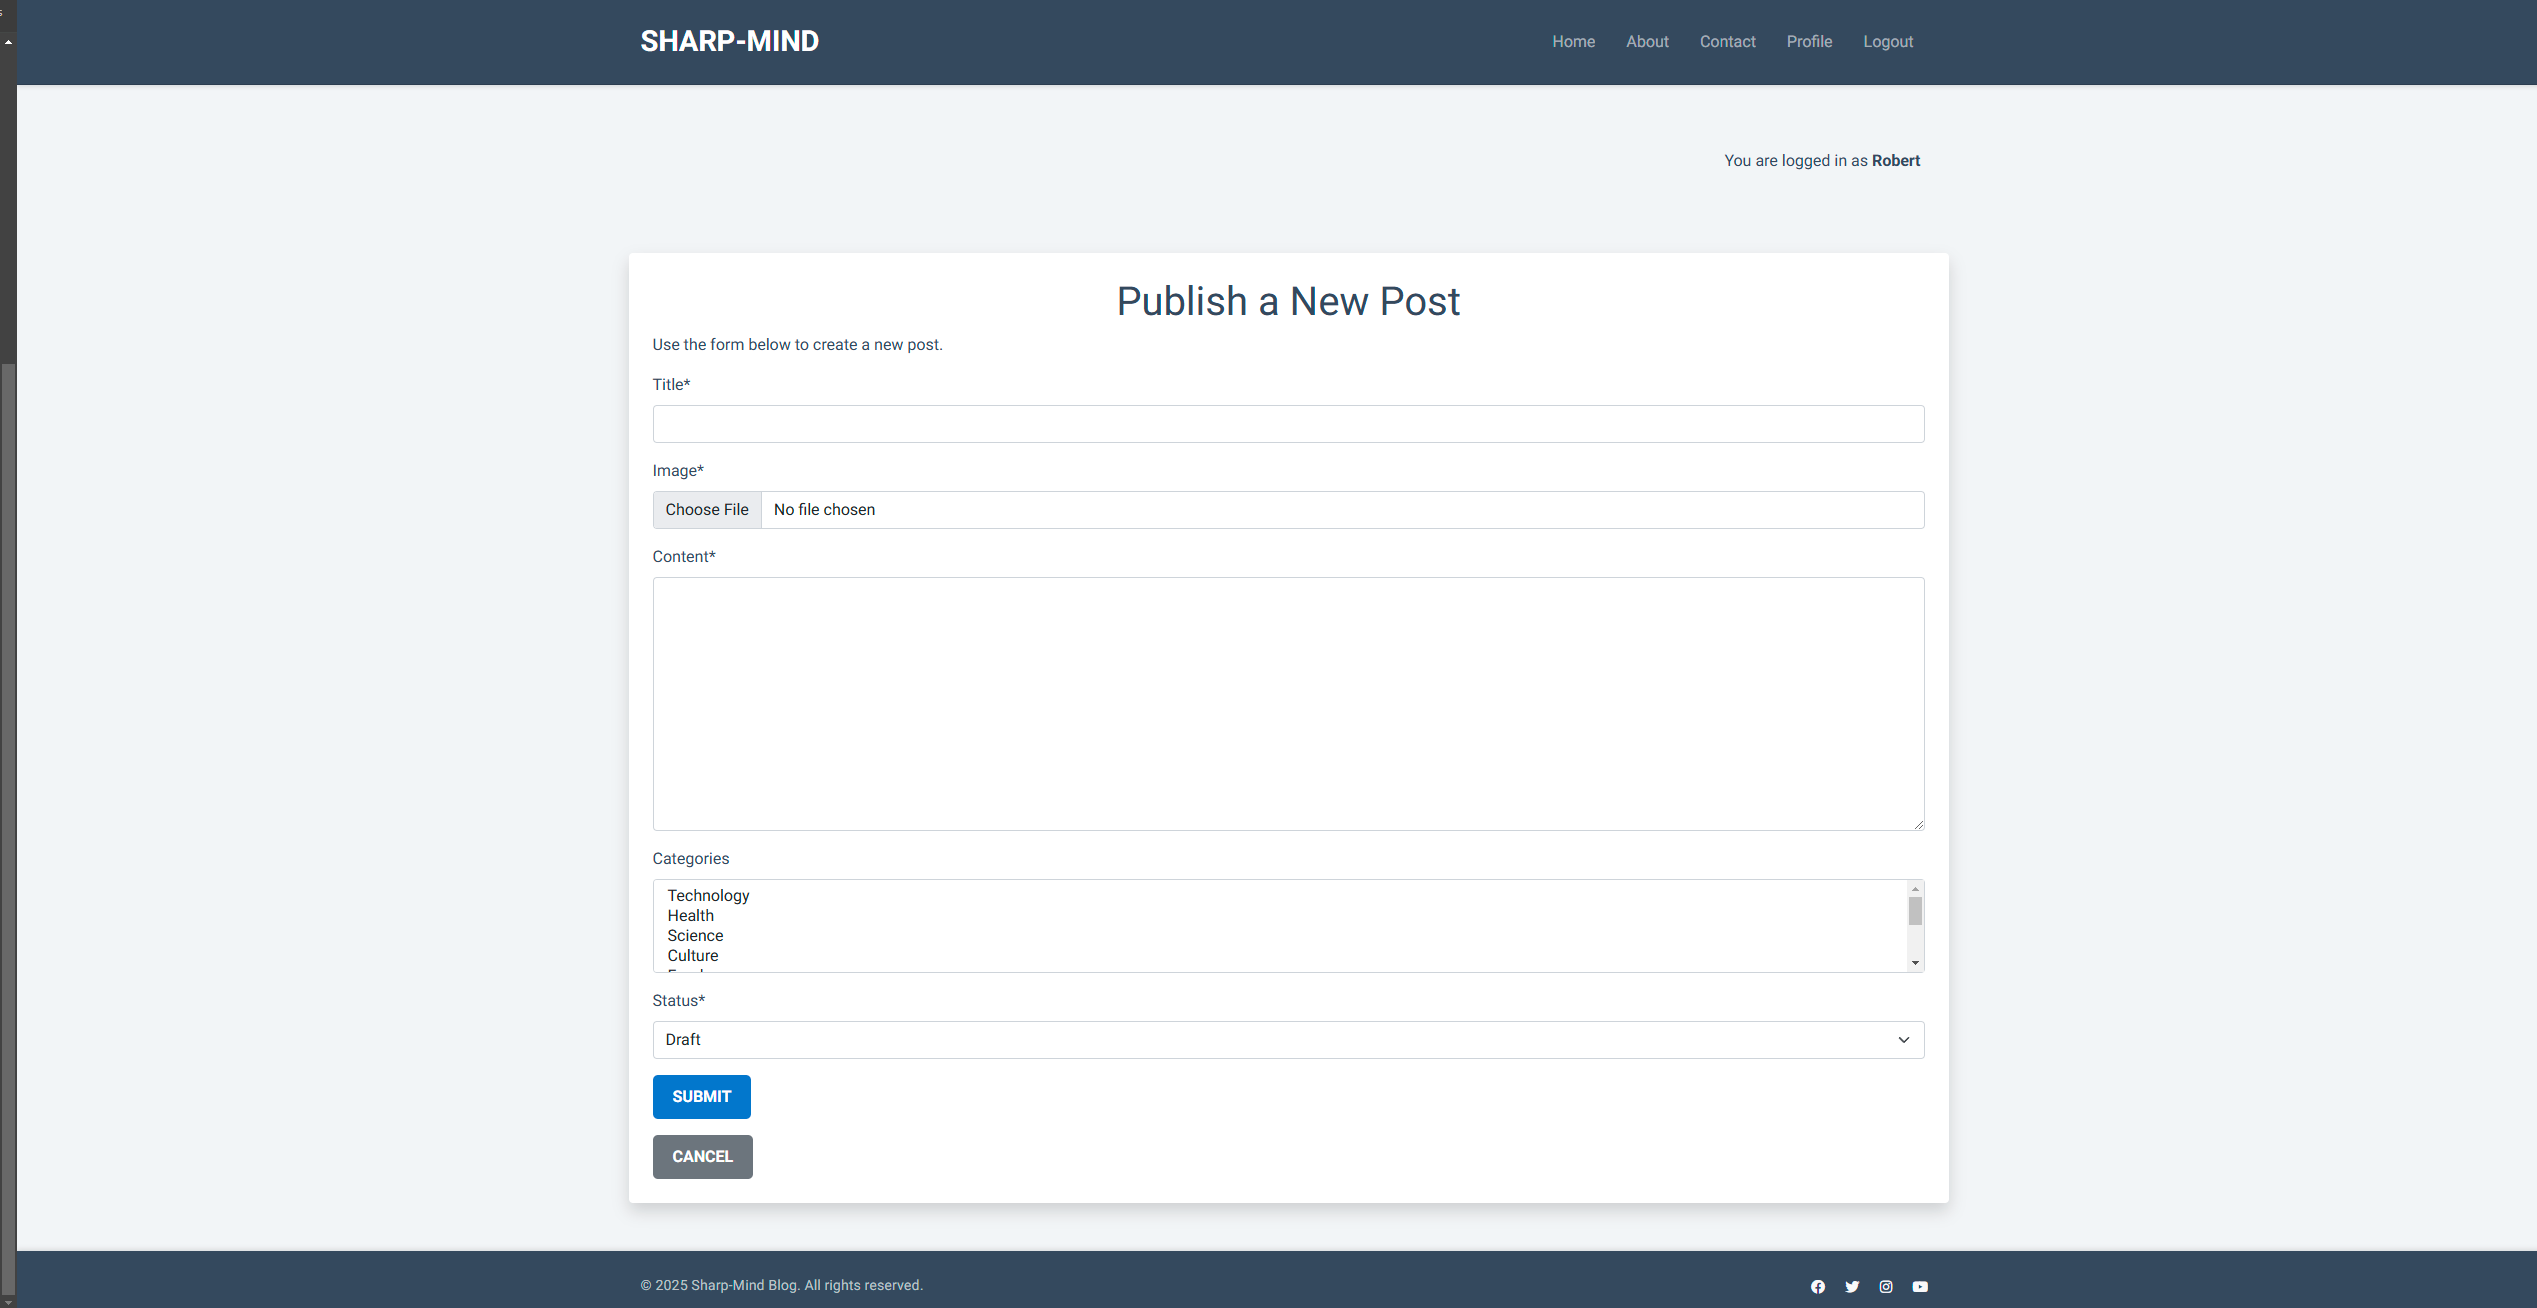 SHARP-MIND
Home About Contact Profile Logout
You are logged in as Robert
Publish a New Post
Use the form below to create a new post.
Title*
Image*
Choose File No file chosen
Content*
Categories
Technology
Health
Science
Culture
Status*
Draft
SUBMIT
CANCEL
© 2025 Sharp-Mind Blog. All rights reserved.